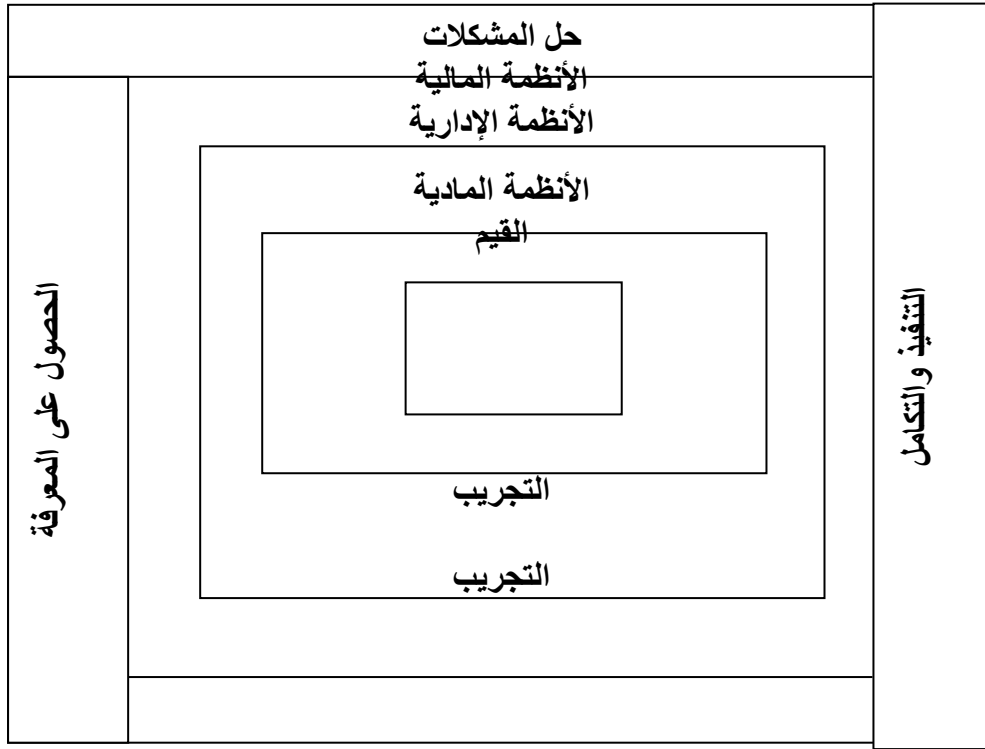 حل المشكلات
الأنظمة المالية
الأنظمة الإدارية
الأنظمة المادية
القيم
التنفيذ والتكامل
الحصول على المعرفة
التجريب
التجريب